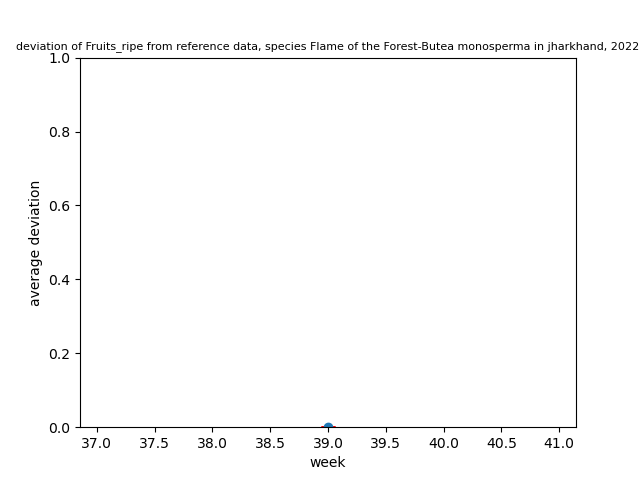 deviation of Fruits_ripe from reference data, species Flame of the Forest-Butea monosperma in jharkhand, 2022
1.0
0.8
0.6
0.4
0.2
0.0
average deviation
37.0 37.5 38.0 38.5 39.0 39.5 40.0 40.5 41.0
week